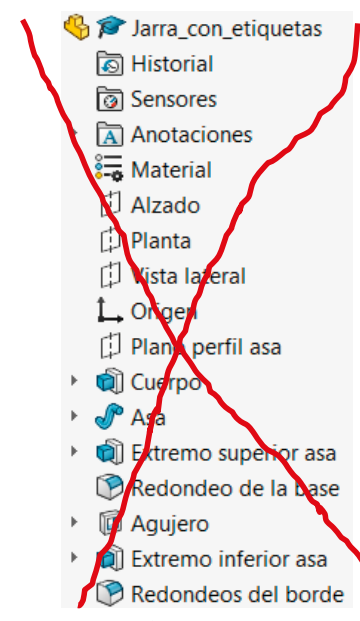 Jarra_con_etiquetas
Historial
Sensores
Anotaciones
Material
Alzado
Planta
Vista lateral
Origen
Plano perfil asa
Cuerpo
Asa
Extremo superior asa
Redondeo de la base
Agujero
Extremo inferior asa
Redondeos del borde